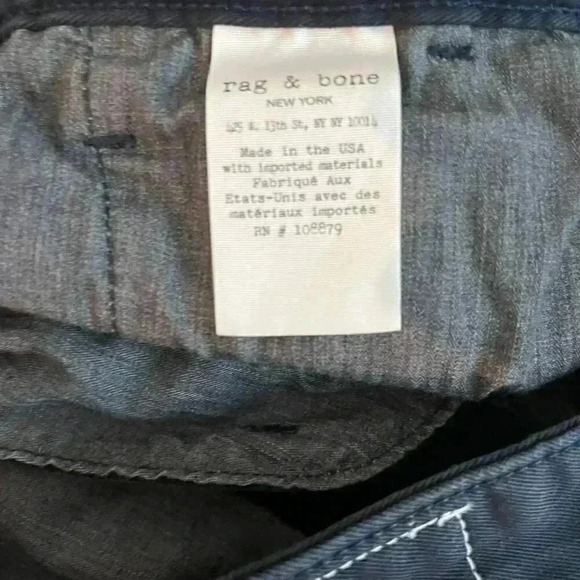 rag & bone
NEW YORK
425 W. 13th St, NY NY 10014
Made in the USA
with imported materials
Fabriqué Aux
Etats-Unis avec des
matériaux importés
RN # 108879